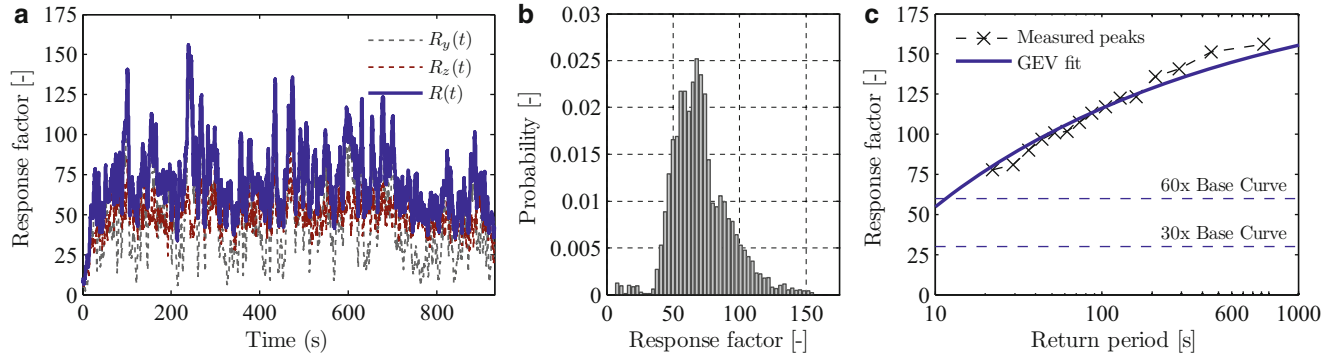 a
175
150
125
100
75
50
25
0
Response factor [-]
0
200
400
600
800
Time (s)
R_y(t)
R_z(t)
R(t)
b
0.03
0.025
0.02
0.015
0.01
0.005
0
Probability [-]
50
100
150
Response factor [-]
c
175
150
125
100
75
50
25
0
Response factor [-]
Measured peaks
GEV fit
60x Base Curve
30x Base Curve
10
100
600
1000
Return period [s]